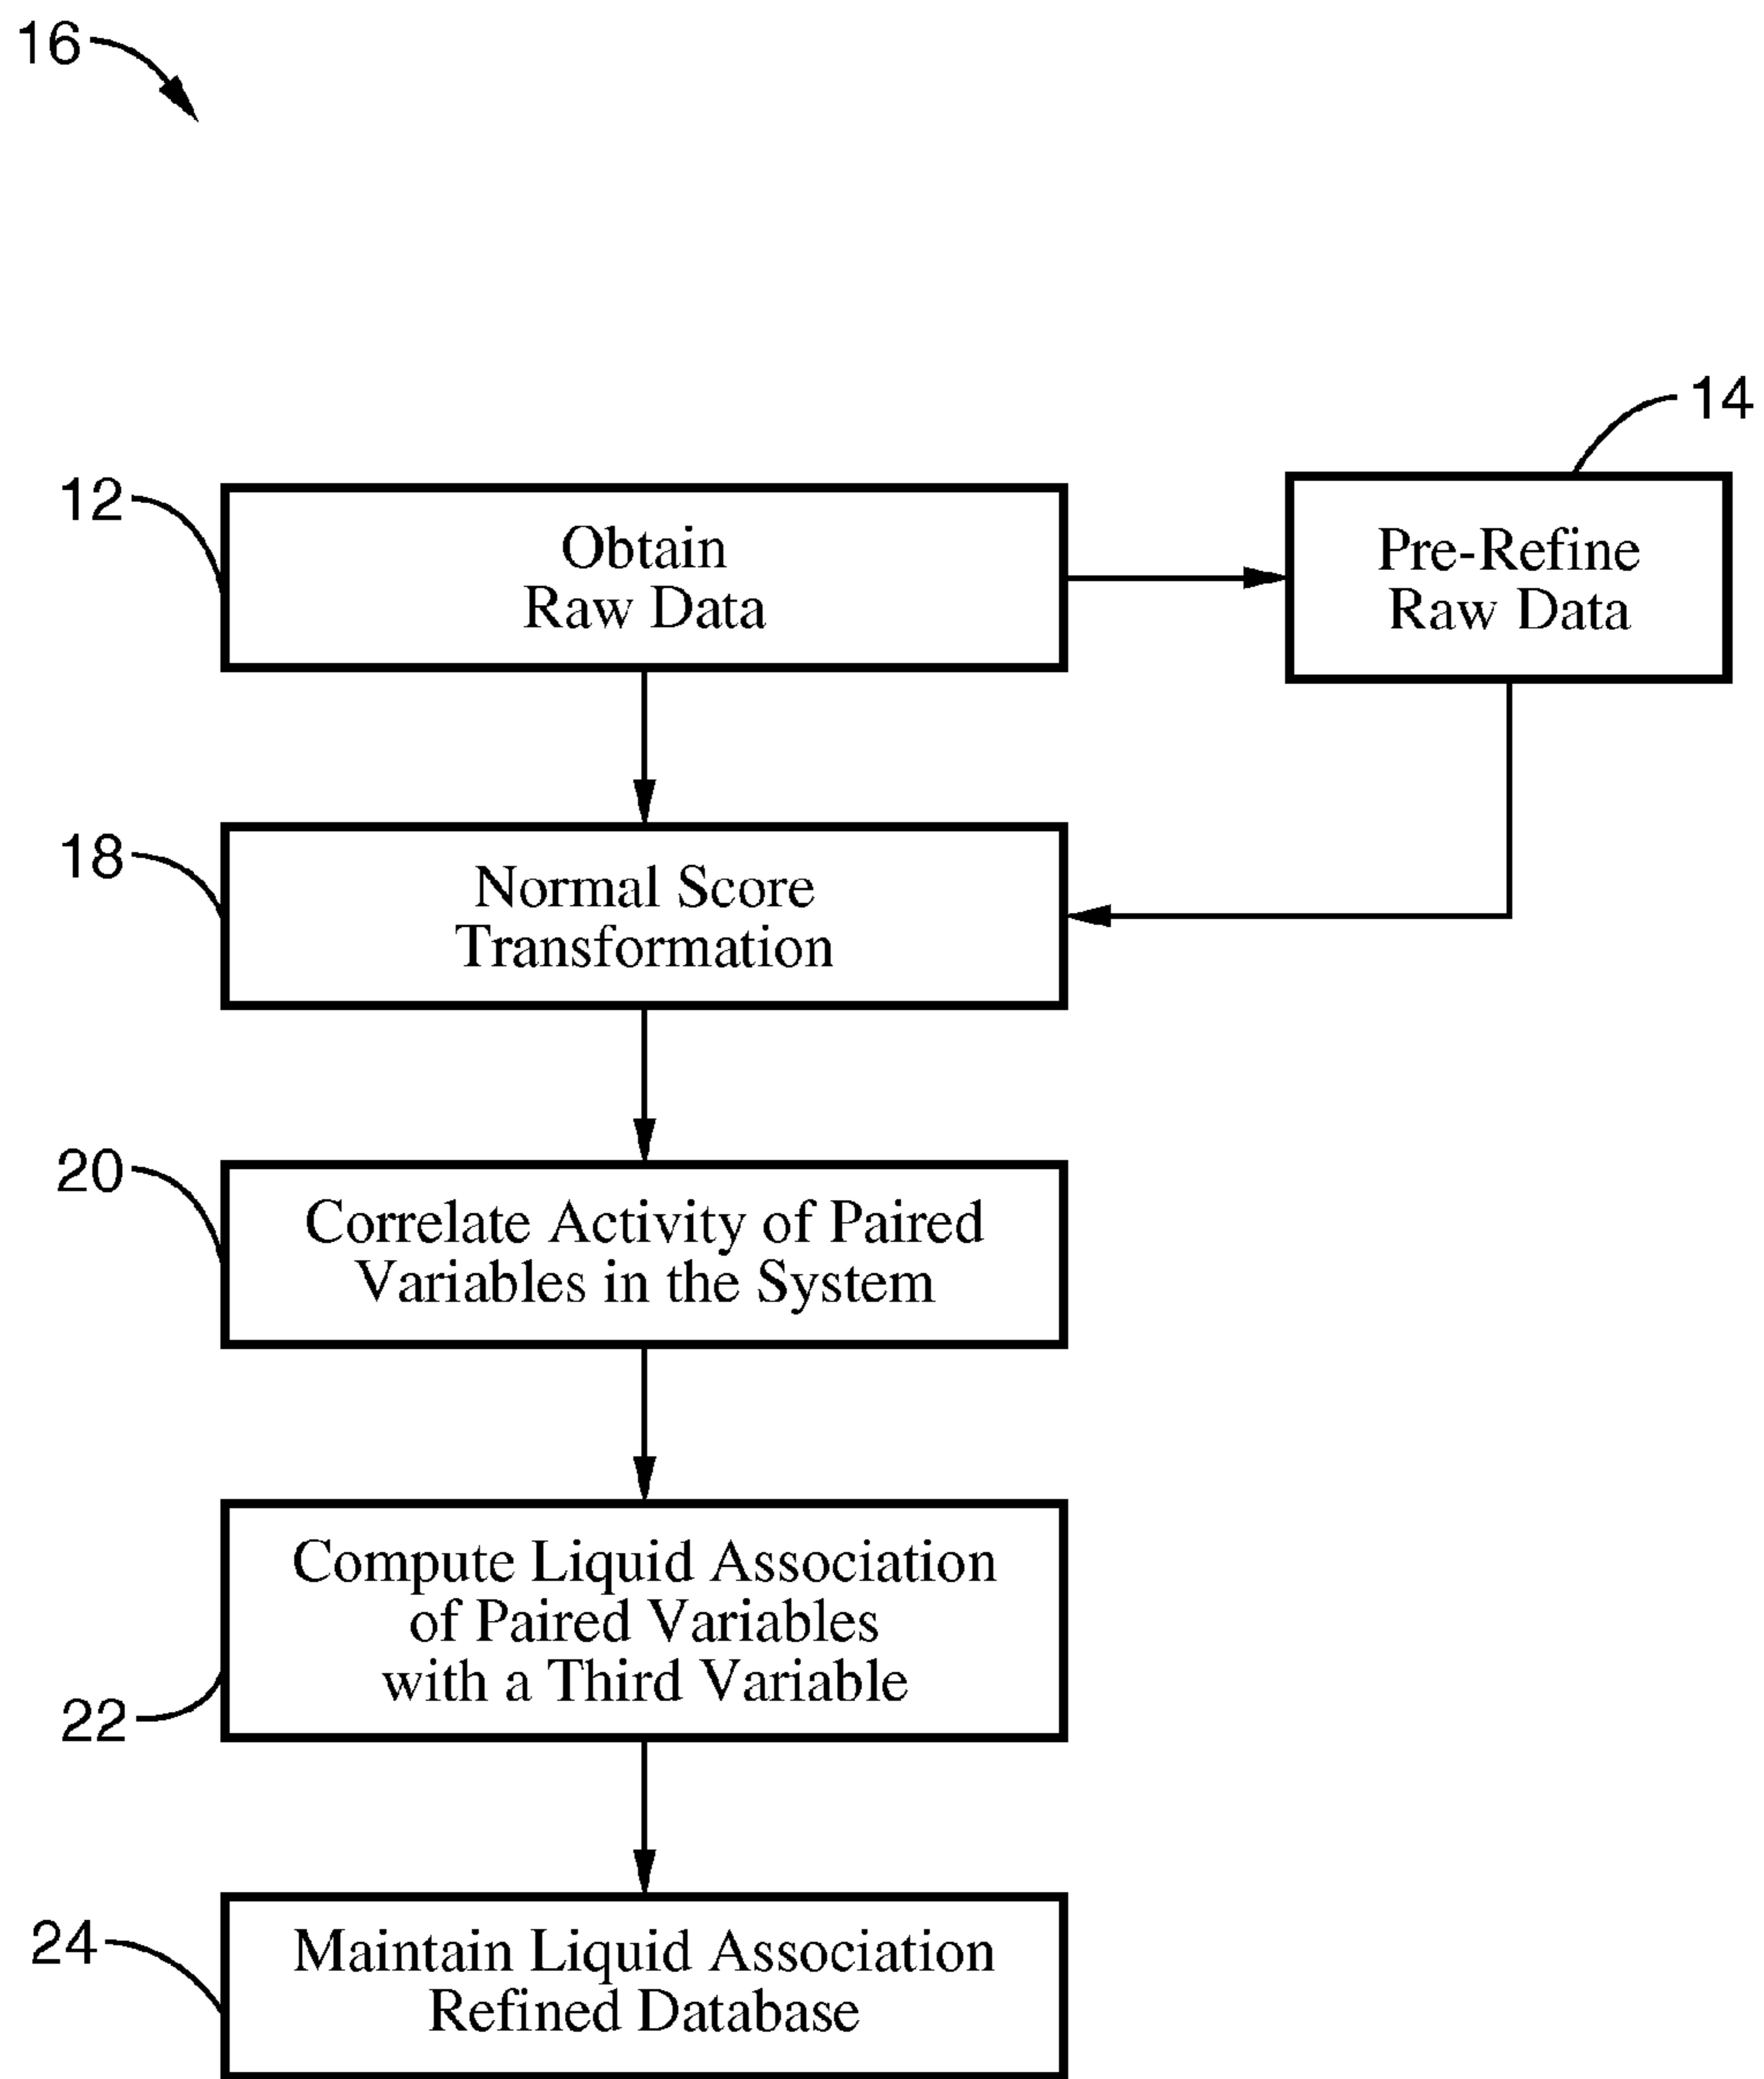 16
14
12
Obtain
Raw Data
Pre-Refine
Raw Data
18
Normal Score
Transformation
20
Correlate Activity of Paired
Variables in the System
Compute Liquid Association
of Paired Variables
with a Third Variable
22
24
Maintain Liquid Association
Refined Database